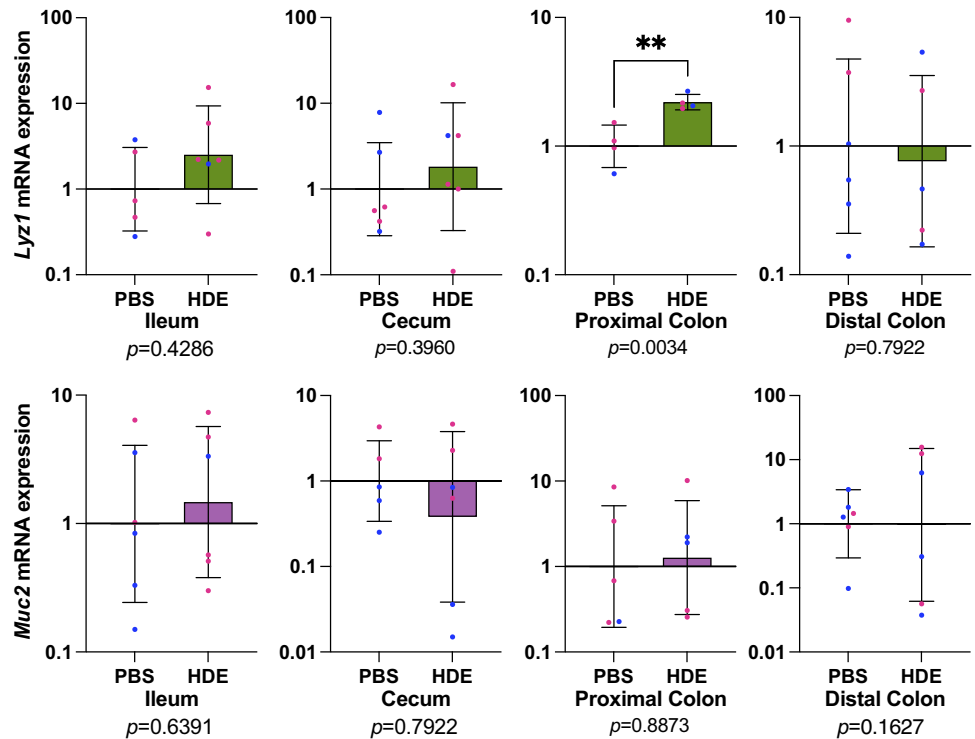 Lyz1 mRNA expression
100
10
1
0.1
PBS HDE
Ileum
p=0.4286
100
10
1
0.1
PBS HDE
Cecum
p=0.3960
10
1
0.1
**
PBS HDE
Proximal Colon
p=0.0034
10
1
0.1
PBS HDE
Distal Colon
p=0.7922
Muc2 mRNA expression
10
1
0.1
PBS HDE
Ileum
p=0.6391
10
1
0.1
0.01
PBS HDE
Cecum
p=0.7922
100
10
1
0.1
PBS HDE
Proximal Colon
p=0.8873
100
10
1
0.1
0.01
PBS HDE
Distal Colon
p=0.1627